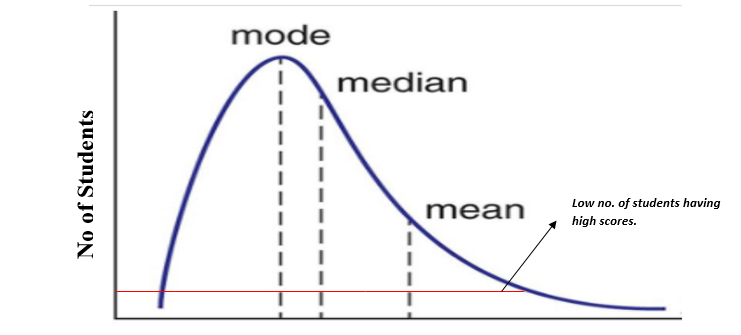 mode
median
No of Students
mean
Low no. of students having
high scores.